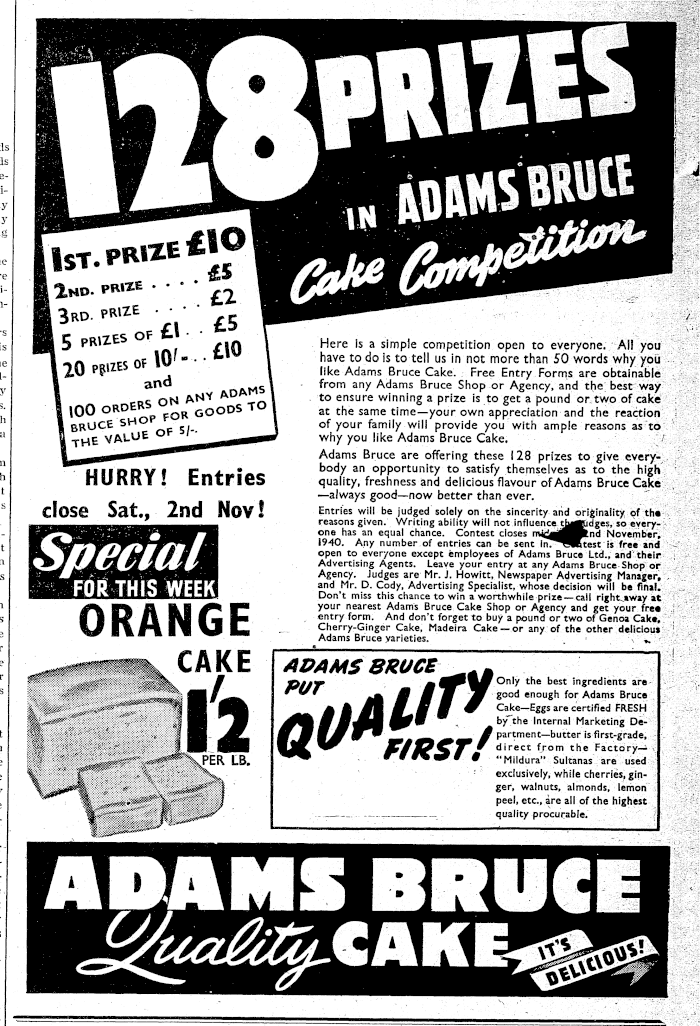 128 PRIZES
IN ADAMS BRUCE
Cake Competition
1ST. PRIZE £10
2ND. PRIZE .... £5
3RD. PRIZE .... £2
5 PRIZES OF £1 .. £5
20 PRIZES OF 10/- .. £10
and
100 ORDERS ON ANY ADAMS
BRUCE SHOP FOR GOODS TO
THE VALUE OF 5/-.
HURRY! Entries
close Sat., 2nd Nov!
Here is a simple competition open to everyone. All you
have to do is to tell us in not more than 50 words why you
like Adams Bruce Cake. Free Entry Forms are obtainable
from any Adams Bruce Shop or Agency, and the best way
to ensure winning a prize is to get a pound or two of cake
at the same time—your own appreciation and the reaction
of your family will provide you with ample reasons as to
why you like Adams Bruce Cake.
Adams Bruce are offering these 128 prizes to give every-
body an opportunity to satisfy themselves as to the high
quality, freshness and delicious flavour of Adams Bruce Cake
—always good—now better than ever.
Entries will be judged solely on the sincerity and originality of the
reasons given. Writing ability will not influence the judges, so every-
one has an equal chance. Contest closes 2nd November,
1940. Any number of entries can be sent in. Contest is free and
open to everyone except employees of Adams Bruce Ltd., and their
Advertising Agents. Leave your entry at any Adams Bruce Shop or
Agency. Judges are Mr. J. Howitt, Newspaper Advertising Manager,
and Mr. D. Cody, Advertising Specialist, whose decision will be final.
Don't miss this chance to win a worthwhile prize—call right away at
your nearest Adams Bruce Cake Shop or Agency and get your free
entry form. And don't forget to buy a pound or two of Genoa Cake,
Cherry-Ginger Cake, Madeira Cake—or any of the other delicious
Adams Bruce varieties.
Special
FOR THIS WEEK
ORANGE
CAKE
1/2
PER LB.
ADAMS BRUCE
PUT
QUALITY
FIRST!
Only the best ingredients are
good enough for Adams Bruce
Cake—Eggs are certified FRESH
by the Internal Marketing De-
partment—butter is first-grade,
direct from the Factory—
"Mildura" Sultanas are used
exclusively, while cherries, gin-
ger, walnuts, almonds, lemon
peel, etc., are all of the highest
quality procurable.
ADAMS BRUCE
Quality CAKE
IT'S
DELICIOUS!